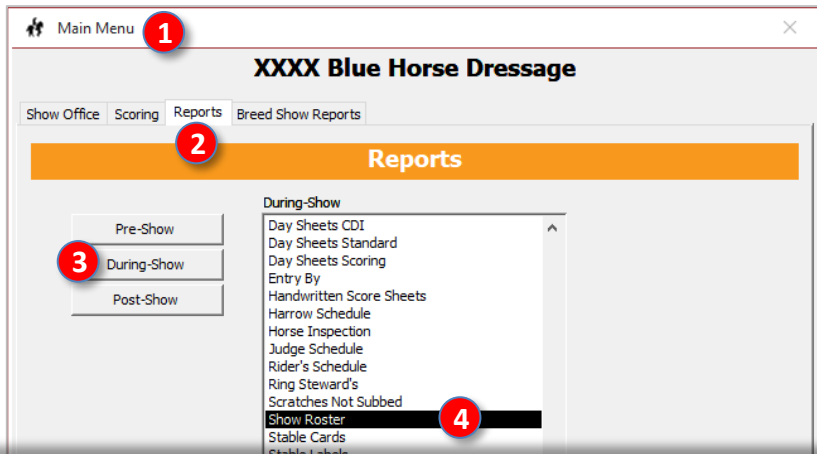 Main Menu 1
XXXX Blue Horse Dressage
Show Office Scoring Reports Breed Show Reports
2
Reports
During-Show
Pre-Show
3 During-Show
Post-Show
Day Sheets CDI
Day Sheets Standard
Day Sheets Scoring
Entry By
Handwritten Score Sheets
Harrow Schedule
Horse Inspection
Judge Schedule
Rider's Schedule
Ring Steward's
Scratches Not Subbed
Show Roster 4
Stable Cards
Stable Labels